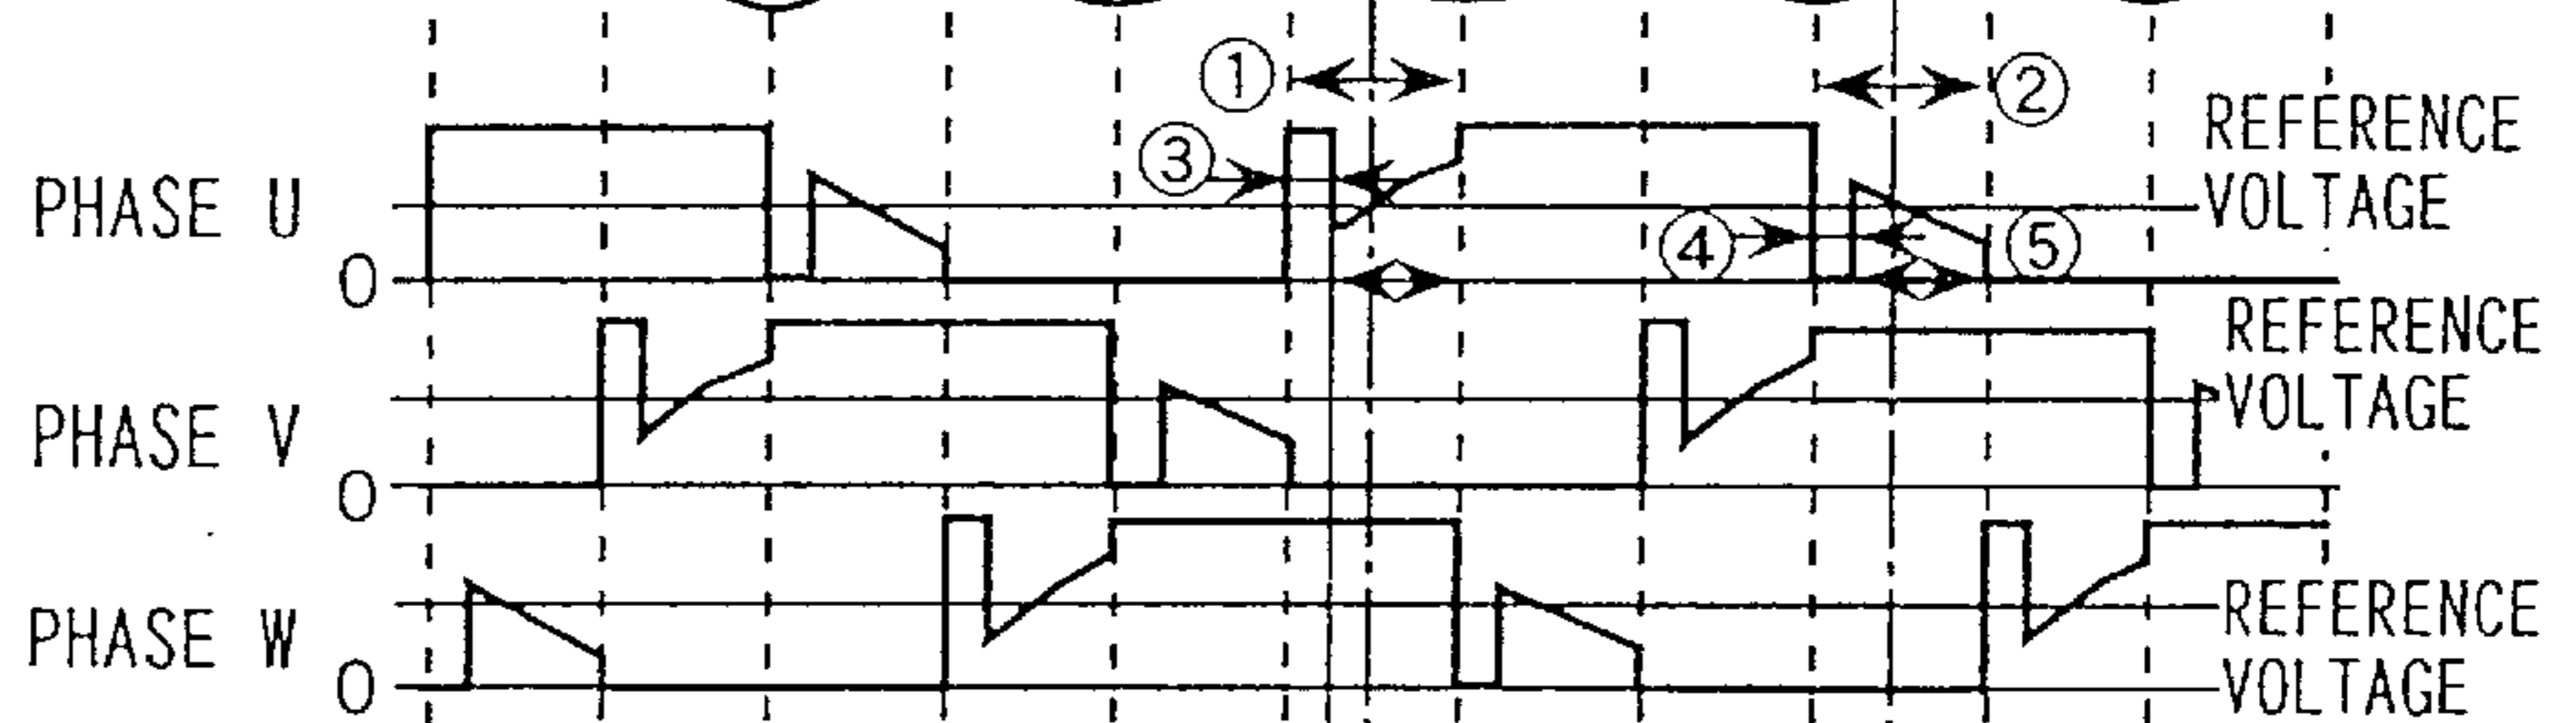 ①
②
REFERENCE
VOLTAGE
③
PHASE U
④
⑤
0
REFERENCE
VOLTAGE
PHASE V
0
REFERENCE
VOLTAGE
PHASE W
0